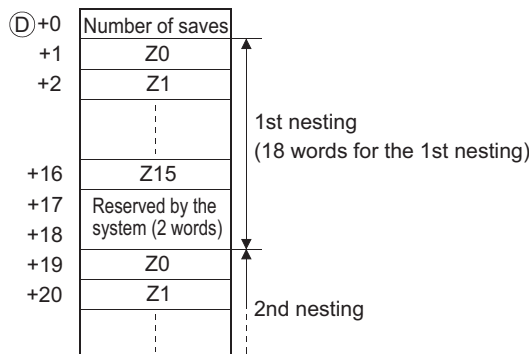 Ⓓ+0 Number of saves
+1 Z0
+2 Z1
1st nesting
(18 words for the 1st nesting)
+16 Z15
+17 Reserved by the
+18 system (2 words)
+19 Z0
+20 Z1
2nd nesting